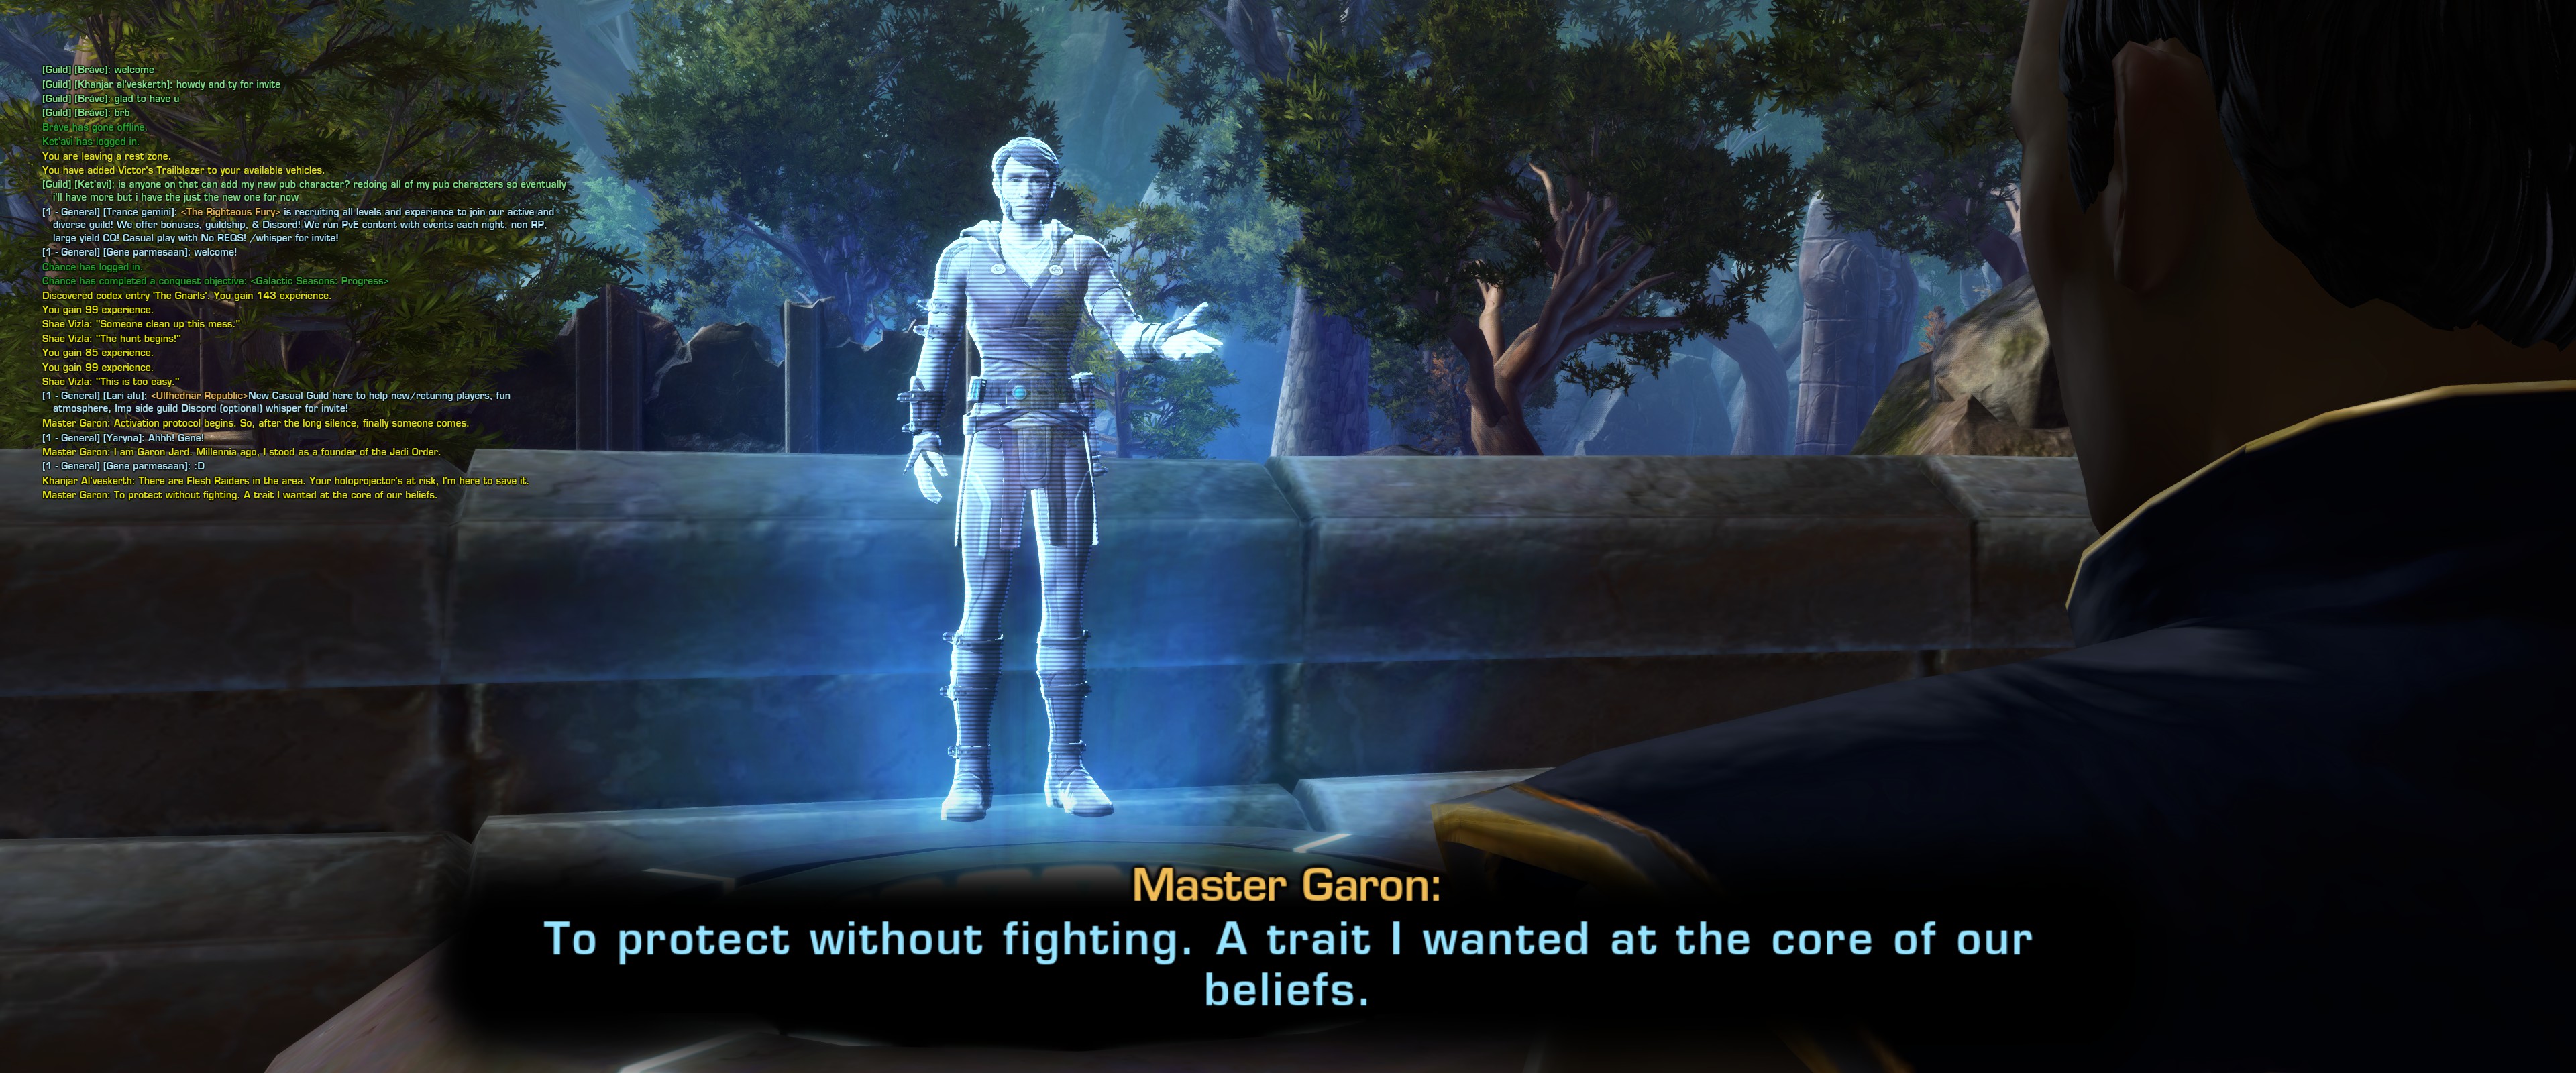 [Guild] [Brave]: welcome
[Guild] [Khanjar al'veskerth]: howdy and ty for invite
[Guild] [Brave]: glad to have u
[Guild] [Brave]: brb
Brave has gone offline.
Ket'avi has logged in.
You are leaving a rest zone.
You have added Victor's Trailblazer to your available vehicles.
[Guild] [Ket'avi]: is anyone on that can add my new pub character? redoing all of my pub characters so eventually
i'll have more but i have the just the new one for now
[1 - General] [Trancé gemini]: <The Righteous Fury> is recruiting all levels and experience to join our active and
diverse guild! We offer bonuses, guildship, & Discord! We run PvE content with events each night, non RP,
large yield CQ! Casual play with No REQS! /whisper for invite!
[1 - General] [Gene parmesaan]: welcome!
Chance has logged in.
Chance has completed a conquest objective: <Galactic Seasons: Progress>
Discovered codex entry 'The Gnarls'. You gain 143 experience.
You gain 99 experience.
Shae Vizla: "Someone clean up this mess."
Shae Vizla: "The hunt begins!"
You gain 85 experience.
You gain 99 experience.
Shae Vizla: "This is too easy."
[1 - General] [Lari alu]: <Ulfhednar Republic>New Casual Guild here to help new/returing players, fun
atmosphere, Imp side guild Discord (optional) whisper for invite!
Master Garon: Activation protocol begins. So, after the long silence, finally someone comes.
[1 - General] [Yaryna]: Ahhh! Gene!
Master Garon: I am Garon Jard. Millennia ago, I stood as a founder of the Jedi Order.
[1 - General] [Gene parmesaan]: :D
Khanjar Al'veskerth: There are Flesh Raiders in the area. Your holoprojector's at risk, I'm here to save it.
Master Garon: To protect without fighting. A trait I wanted at the core of our beliefs.
Master Garon:
To protect without fighting. A trait I wanted at the core of our
beliefs.